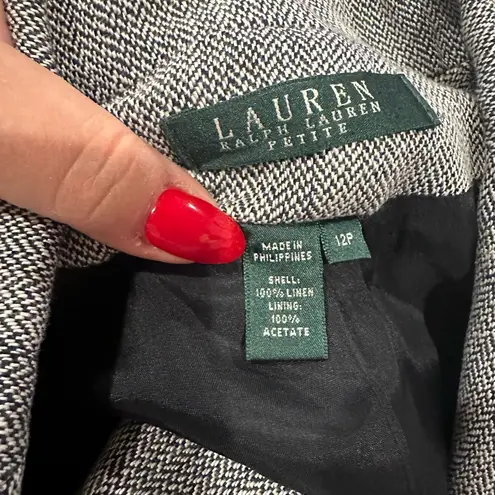 LAUREN
RALPH LAUREN
PETITE
MADE IN
PHILIPPINES
12P
SHELL:
100% LINEN
LINING:
100%
ACETATE